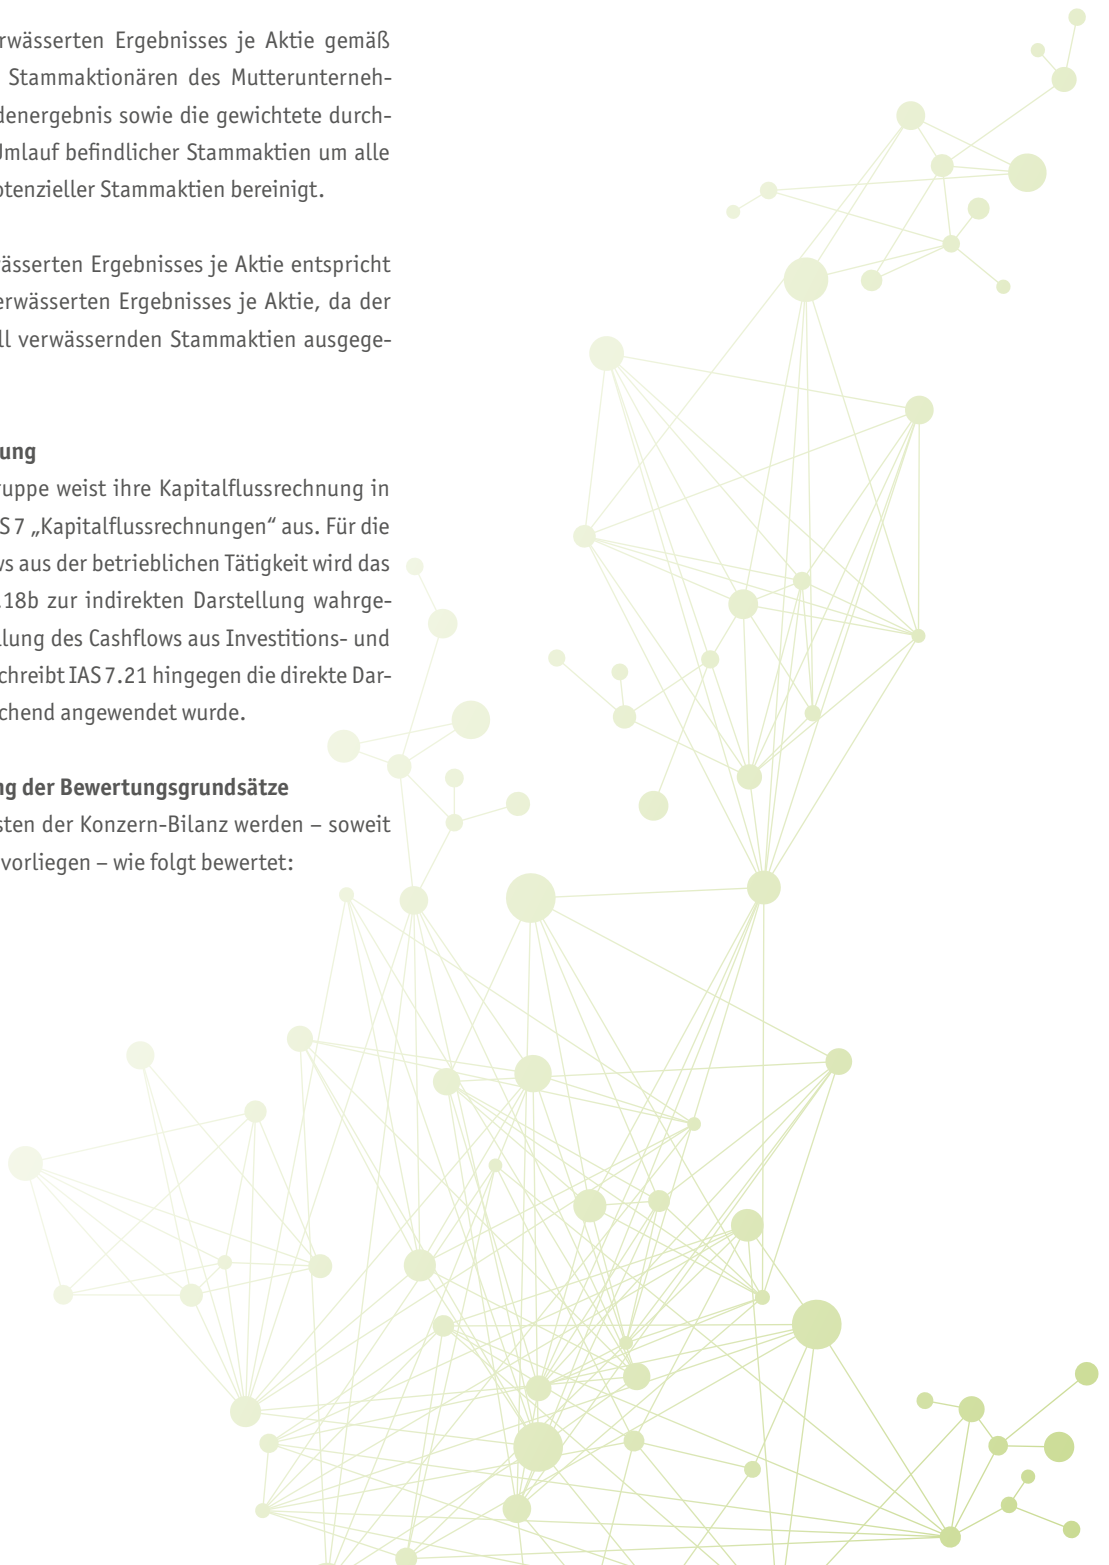 rwässerten Ergebnisses je Aktie gemäß
Stammaktionären des Mutterunterneh-
denergebnis sowie die gewichtete durch-
Umlauf befindlicher Stammaktien um alle
otenzieller Stammaktien bereinigt.
ässerten Ergebnisses je Aktie entspricht
erwässerten Ergebnisses je Aktie, da der
ll verwässernden Stammaktien ausgege-
ung
ruppe weist ihre Kapitalflussrechnung in
S 7 „Kapitalflussrechnungen“ aus. Für die
ws aus der betrieblichen Tätigkeit wird das
.18b zur indirekten Darstellung wahrge-
llung des Cashflows aus Investitions- und
chreibt IAS 7.21 hingegen die direkte Dar-
chend angewendet wurde.
ng der Bewertungsgrundsätze
sten der Konzern-Bilanz werden – soweit
vorliegen – wie folgt bewertet: